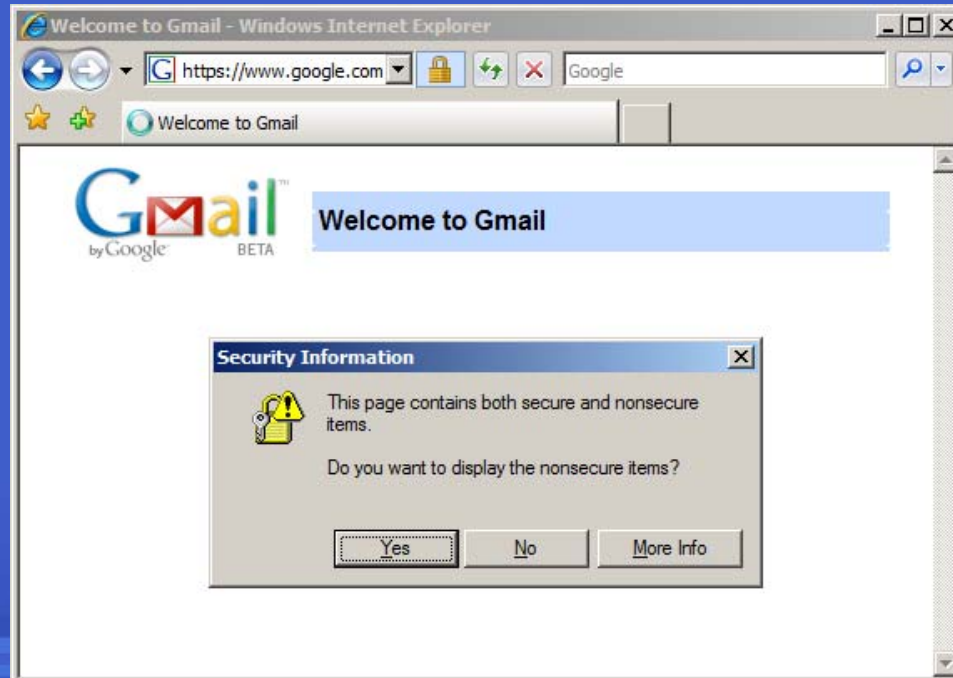 Welcome to Gmail - Windows Internet Explorer
https://www.google.com
Google
Welcome to Gmail
Gmail™
by Google
BETA
Welcome to Gmail
Security Information
This page contains both secure and nonsecure
items.
Do you want to display the nonsecure items?
Yes No More Info